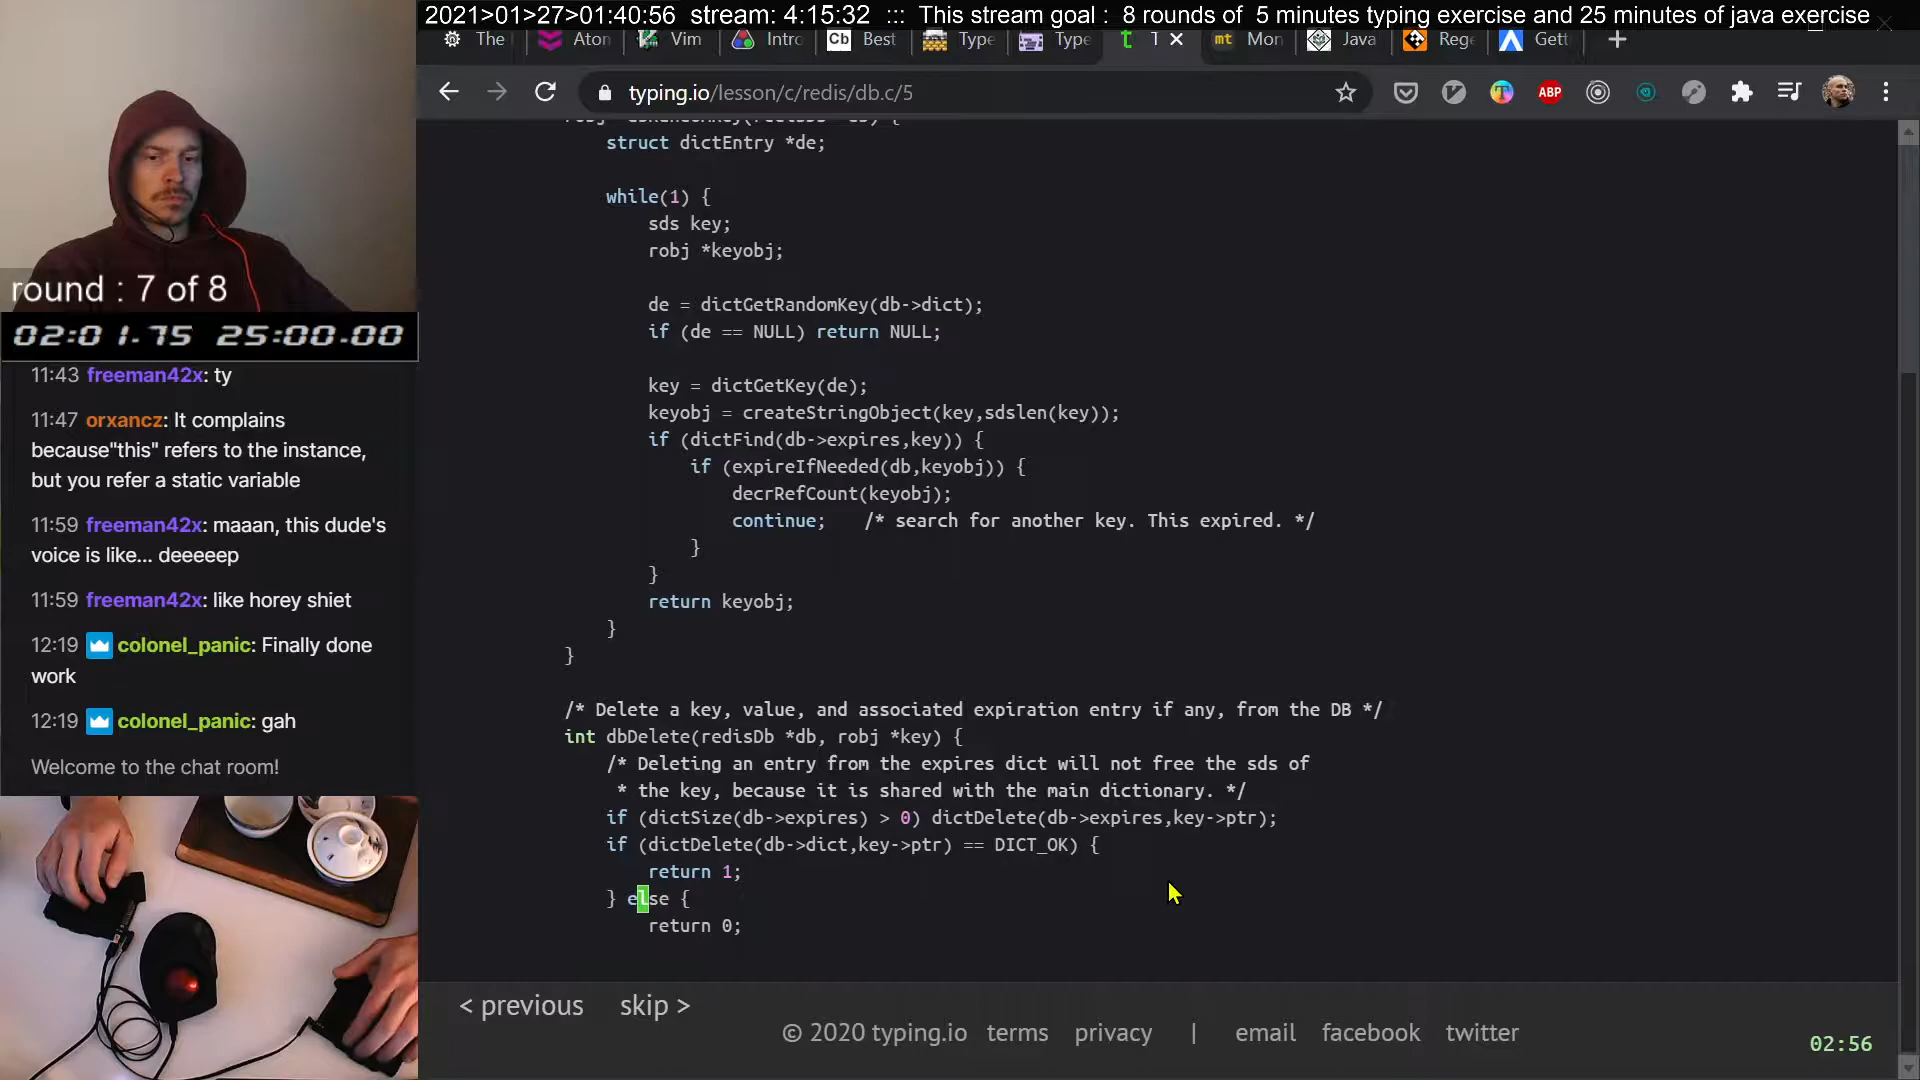 2021>01>27>01:40:56 stream: 4:15:32 ::: This stream goal : 8 rounds of 5 minutes typing exercise and 25 minutes of java exercise
The
Aton
Vim
Intro
Cb Best
Type
Type
t T
mt Mon
Java
Rege
Gett
typing.io/lesson/c/redis/db.c/5
ABP
struct dictEntry *de;
while(1) {
sds key;
robj *keyobj;
de = dictGetRandomKey(db->dict);
if (de == NULL) return NULL;
key = dictGetKey(de);
keyobj = createStringObject(key,sdslen(key));
if (dictFind(db->expires,key)) {
if (expireIfNeeded(db,keyobj)) {
decrRefCount(keyobj);
continue; /* search for another key. This expired. */
}
}
return keyobj;
}
}
/* Delete a key, value, and associated expiration entry if any, from the DB */
int dbDelete(redisDb *db, robj *key) {
/* Deleting an entry from the expires dict will not free the sds of
* the key, because it is shared with the main dictionary. */
if (dictSize(db->expires) > 0) dictDelete(db->expires,key->ptr);
if (dictDelete(db->dict,key->ptr) == DICT_OK) {
return 1;
} else {
return 0;
< previous skip >
© 2020 typing.io terms privacy | email facebook twitter
02:56
round : 7 of 8
02:01.75 25:00.00
11:43 freeman42x: ty
11:47 orxancz: It complains
because"this" refers to the instance,
but you refer a static variable
11:59 freeman42x: maaan, this dude's
voice is like... deeeeep
11:59 freeman42x: like horey shiet
12:19 colonel_panic: Finally done
work
12:19 colonel_panic: gah
Welcome to the chat room!